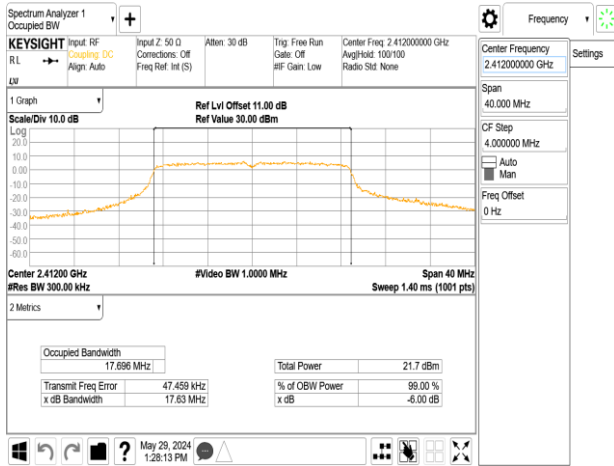 Spectrum Analyzer 1
Occupied BW
+
Frequency
KEYSIGHT
Input: RF
Coupling: DC
Align: Auto
Input Z: 50 Ω
Corrections: Off
Freq Ref: Int (S)
Atten: 30 dB
Trig: Free Run
Gate: Off
#IF Gain: Low
Center Freq: 2.412000000 GHz
Avg|Hold: 100/100
Radio Std: None
RL
LXI
Center Frequency
2.412000000 GHz
Settings
Span
40.000 MHz
CF Step
4.000000 MHz
Auto
Man
Freq Offset
0 Hz
1 Graph
Scale/Div 10.0 dB
Ref Lvl Offset 11.00 dB
Ref Value 30.00 dBm
Log
20.0
10.0
0.00
-10.0
-20.0
-30.0
-40.0
-50.0
-60.0
Center 2.41200 GHz
#Video BW 1.0000 MHz
Span 40 MHz
#Res BW 300.00 kHz
Sweep 1.40 ms (1001 pts)
2 Metrics
Occupied Bandwidth
17.696 MHz
Total Power 21.7 dBm
Transmit Freq Error 47.459 kHz
% of OBW Power 99.00 %
x dB Bandwidth 17.63 MHz
x dB -6.00 dB
?
May 29, 2024
1:28:13 PM